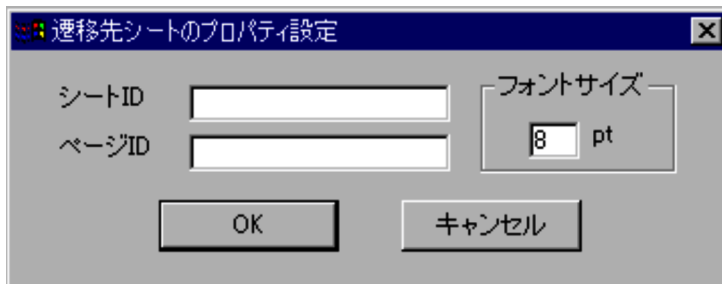 遷移先シートのプロパティ設定
シートID
ページID
フォントサイズ
8 pt
OK
キャンセル